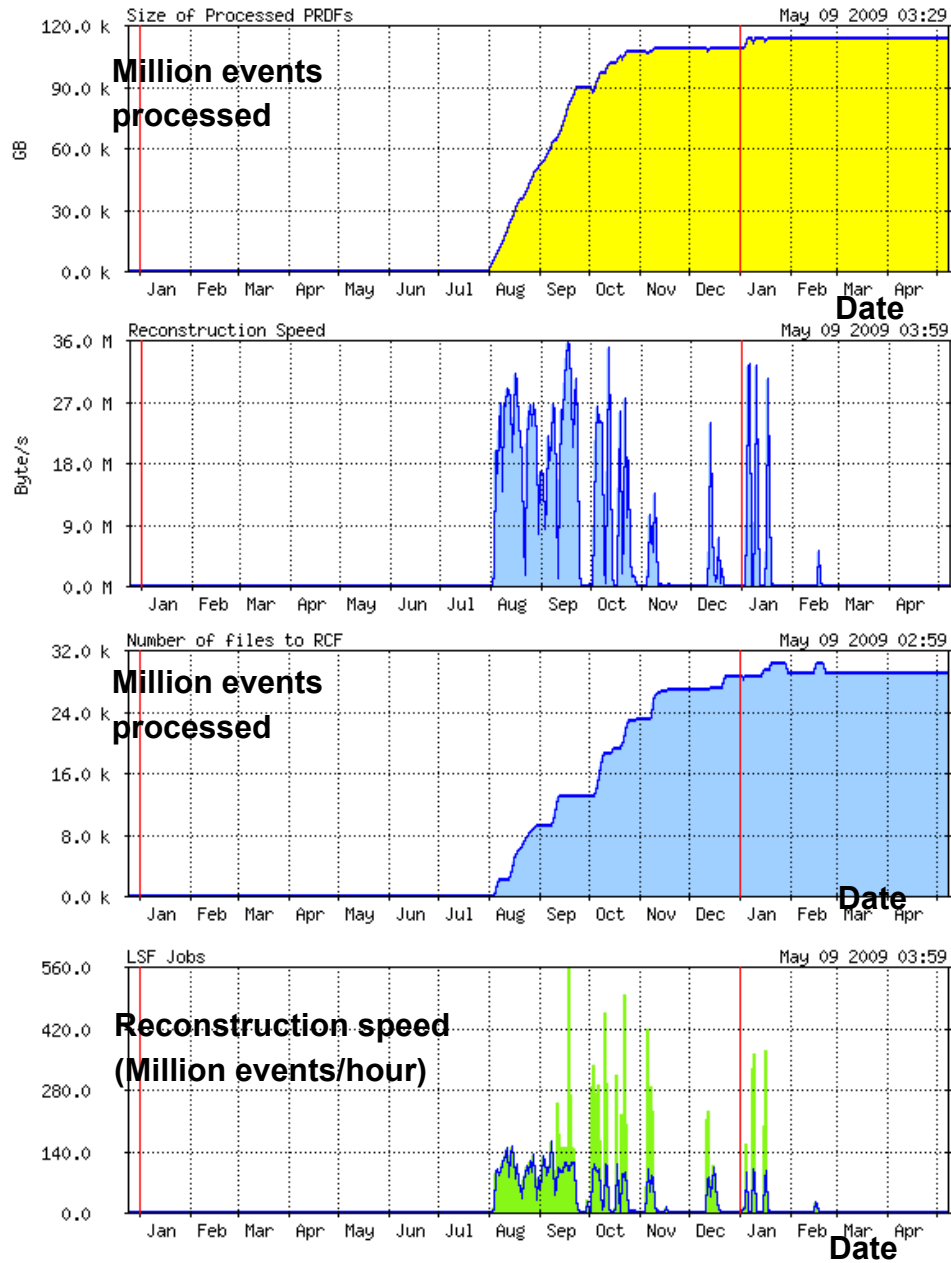 Size of Processed PRDFs May 09 2009 03:29
120.0 k
Million events
90.0 k
processed
GB
60.0 k
30.0 k
0.0 k
Jan Feb Mar Apr May Jun Jul Aug Sep Oct Nov Dec Jan Feb Mar Apr
Date
Reconstruction Speed May 09 2009 03:59
36.0 M
27.0 M
Byte/s
18.0 M
9.0 M
0.0 M
Jan Feb Mar Apr May Jun Jul Aug Sep Oct Nov Dec Jan Feb Mar Apr
Number of files to RCF May 09 2009 02:59
32.0 k
Million events
24.0 k
processed
16.0 k
8.0 k
0.0 k
Date
Jan Feb Mar Apr May Jun Jul Aug Sep Oct Nov Dec Jan Feb Mar Apr
LSF Jobs May 09 2009 03:59
560.0
420.0
Reconstruction speed
(Million events/hour)
280.0
140.0
0.0
Jan Feb Mar Apr May Jun Jul Aug Sep Oct Nov Dec Jan Feb Mar Apr
Date